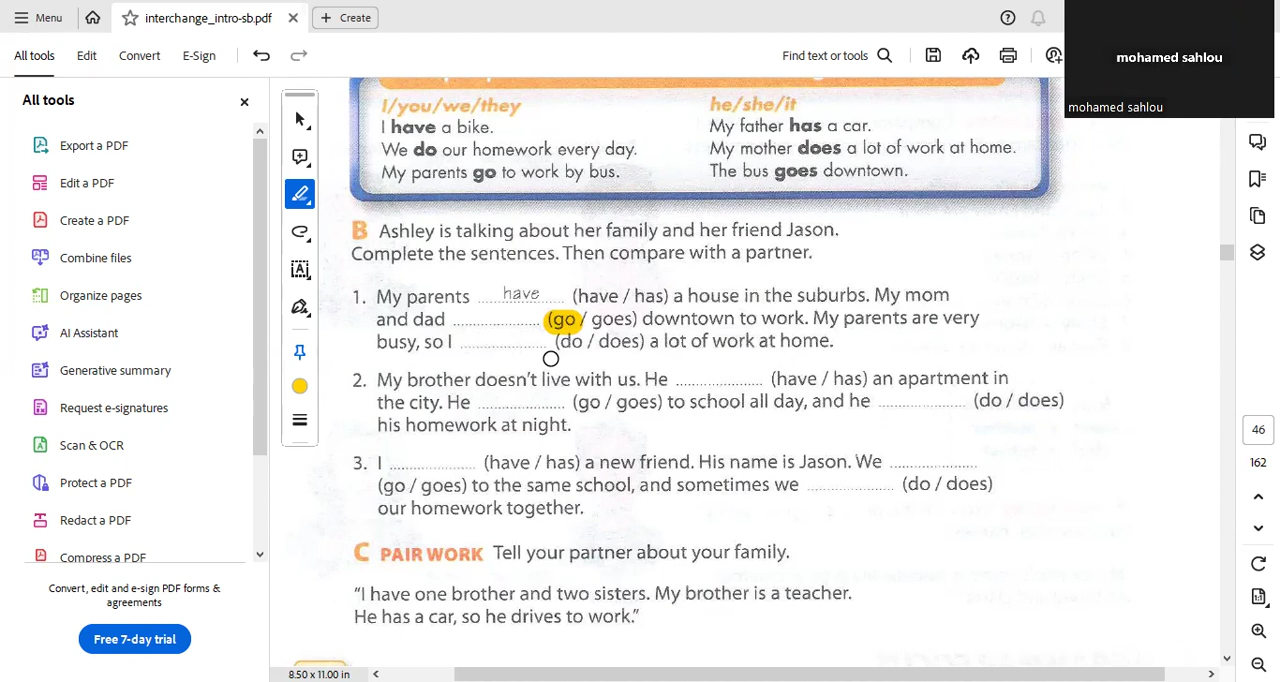 Menu
interchange_intro-sb.pdf
Create
mohamed sahlou
mohamed sahlou
All tools
Edit
Convert
E-Sign
Find text or tools
All tools
Export a PDF
Edit a PDF
Create a PDF
Combine files
Organize pages
AI Assistant
Generative summary
Request e-signatures
Scan & OCR
Protect a PDF
Redact a PDF
Compress a PDF
Convert, edit and e-sign PDF forms &
agreements
Free 7-day trial
I/you/we/they
I have a bike.
We do our homework every day.
My parents go to work by bus.
he/she/it
My father has a car.
My mother does a lot of work at home.
The bus goes downtown.
B Ashley is talking about her family and her friend Jason.
Complete the sentences. Then compare with a partner.
1. My parents have (have / has) a house in the suburbs. My mom
and dad (go / goes) downtown to work. My parents are very
busy, so I (do / does) a lot of work at home.
2. My brother doesn't live with us. He (have / has) an apartment in
the city. He (go / goes) to school all day, and he (do / does)
his homework at night.
3. I (have / has) a new friend. His name is Jason. We
(go / goes) to the same school, and sometimes we (do / does)
our homework together.
C PAIR WORK Tell your partner about your family.
"I have one brother and two sisters. My brother is a teacher.
He has a car, so he drives to work."
8.50 x 11.00 in
46
162